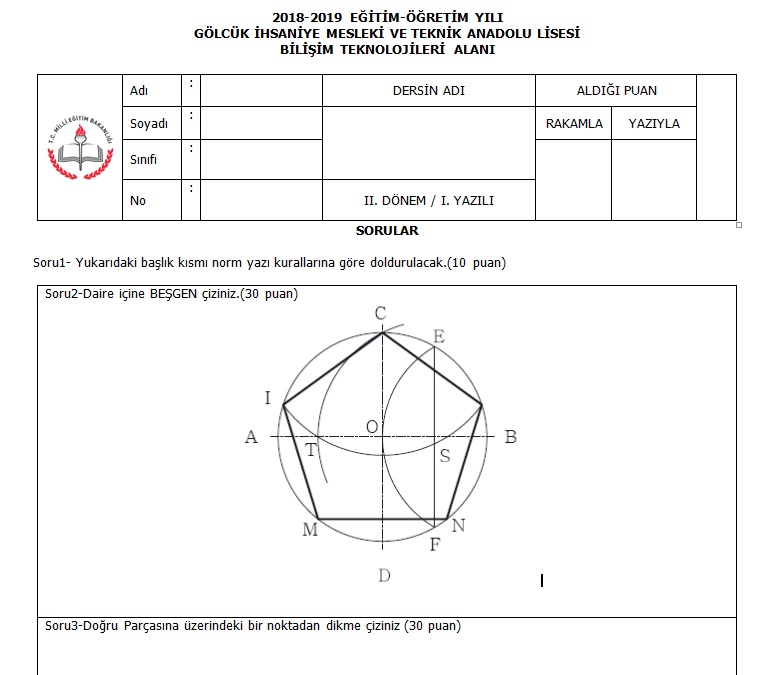 2018-2019 EĞİTİM-ÖĞRETİM YILI
GÖLCÜK İHSANİYE MESLEKİ VE TEKNİK ANADOLU LİSESİ
BİLİŞİM TEKNOLOJİLERİ ALANI
T.C. MİLLÎ EĞİTİM BAKANLIĞI
Adı :
DERSİN ADI
ALDIĞI PUAN
Soyadı :
RAKAMLA
YAZIYLA
Sınıfı :
No :
II. DÖNEM / I. YAZILI
SORULAR
Soru1- Yukarıdaki başlık kısmı norm yazı kurallarına göre doldurulacak.(10 puan)
Soru2-Daire içine BEŞGEN çiziniz.(30 puan)
C
E
I
O
A
T
S
B
M
N
F
D
Soru3-Doğru Parçasına üzerindeki bir noktadan dikme çiziniz (30 puan)